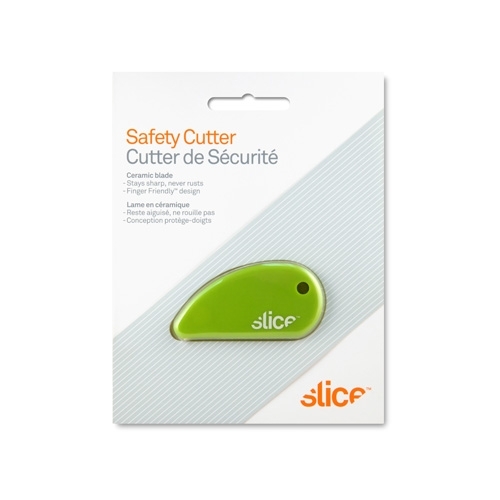 Safety Cutter
Cutter de Sécurité
Ceramic blade
- Stays sharp, never rusts
- Finger Friendly™ design
Lame en céramique
- Reste aiguisé, ne rouille pas
- Conception protège-doigts
slice
slice™